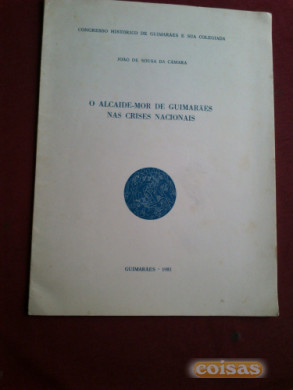 CONGRESSO HISTÓRICO DE GUIMARÃES E SUA COLEGIADA
JOÃO DE SOUSA DA CÂMARA
O ALCAIDE-MOR DE GUIMARÃES
NAS CRISES NACIONAIS
GUIMARÃES - 1981
coisas